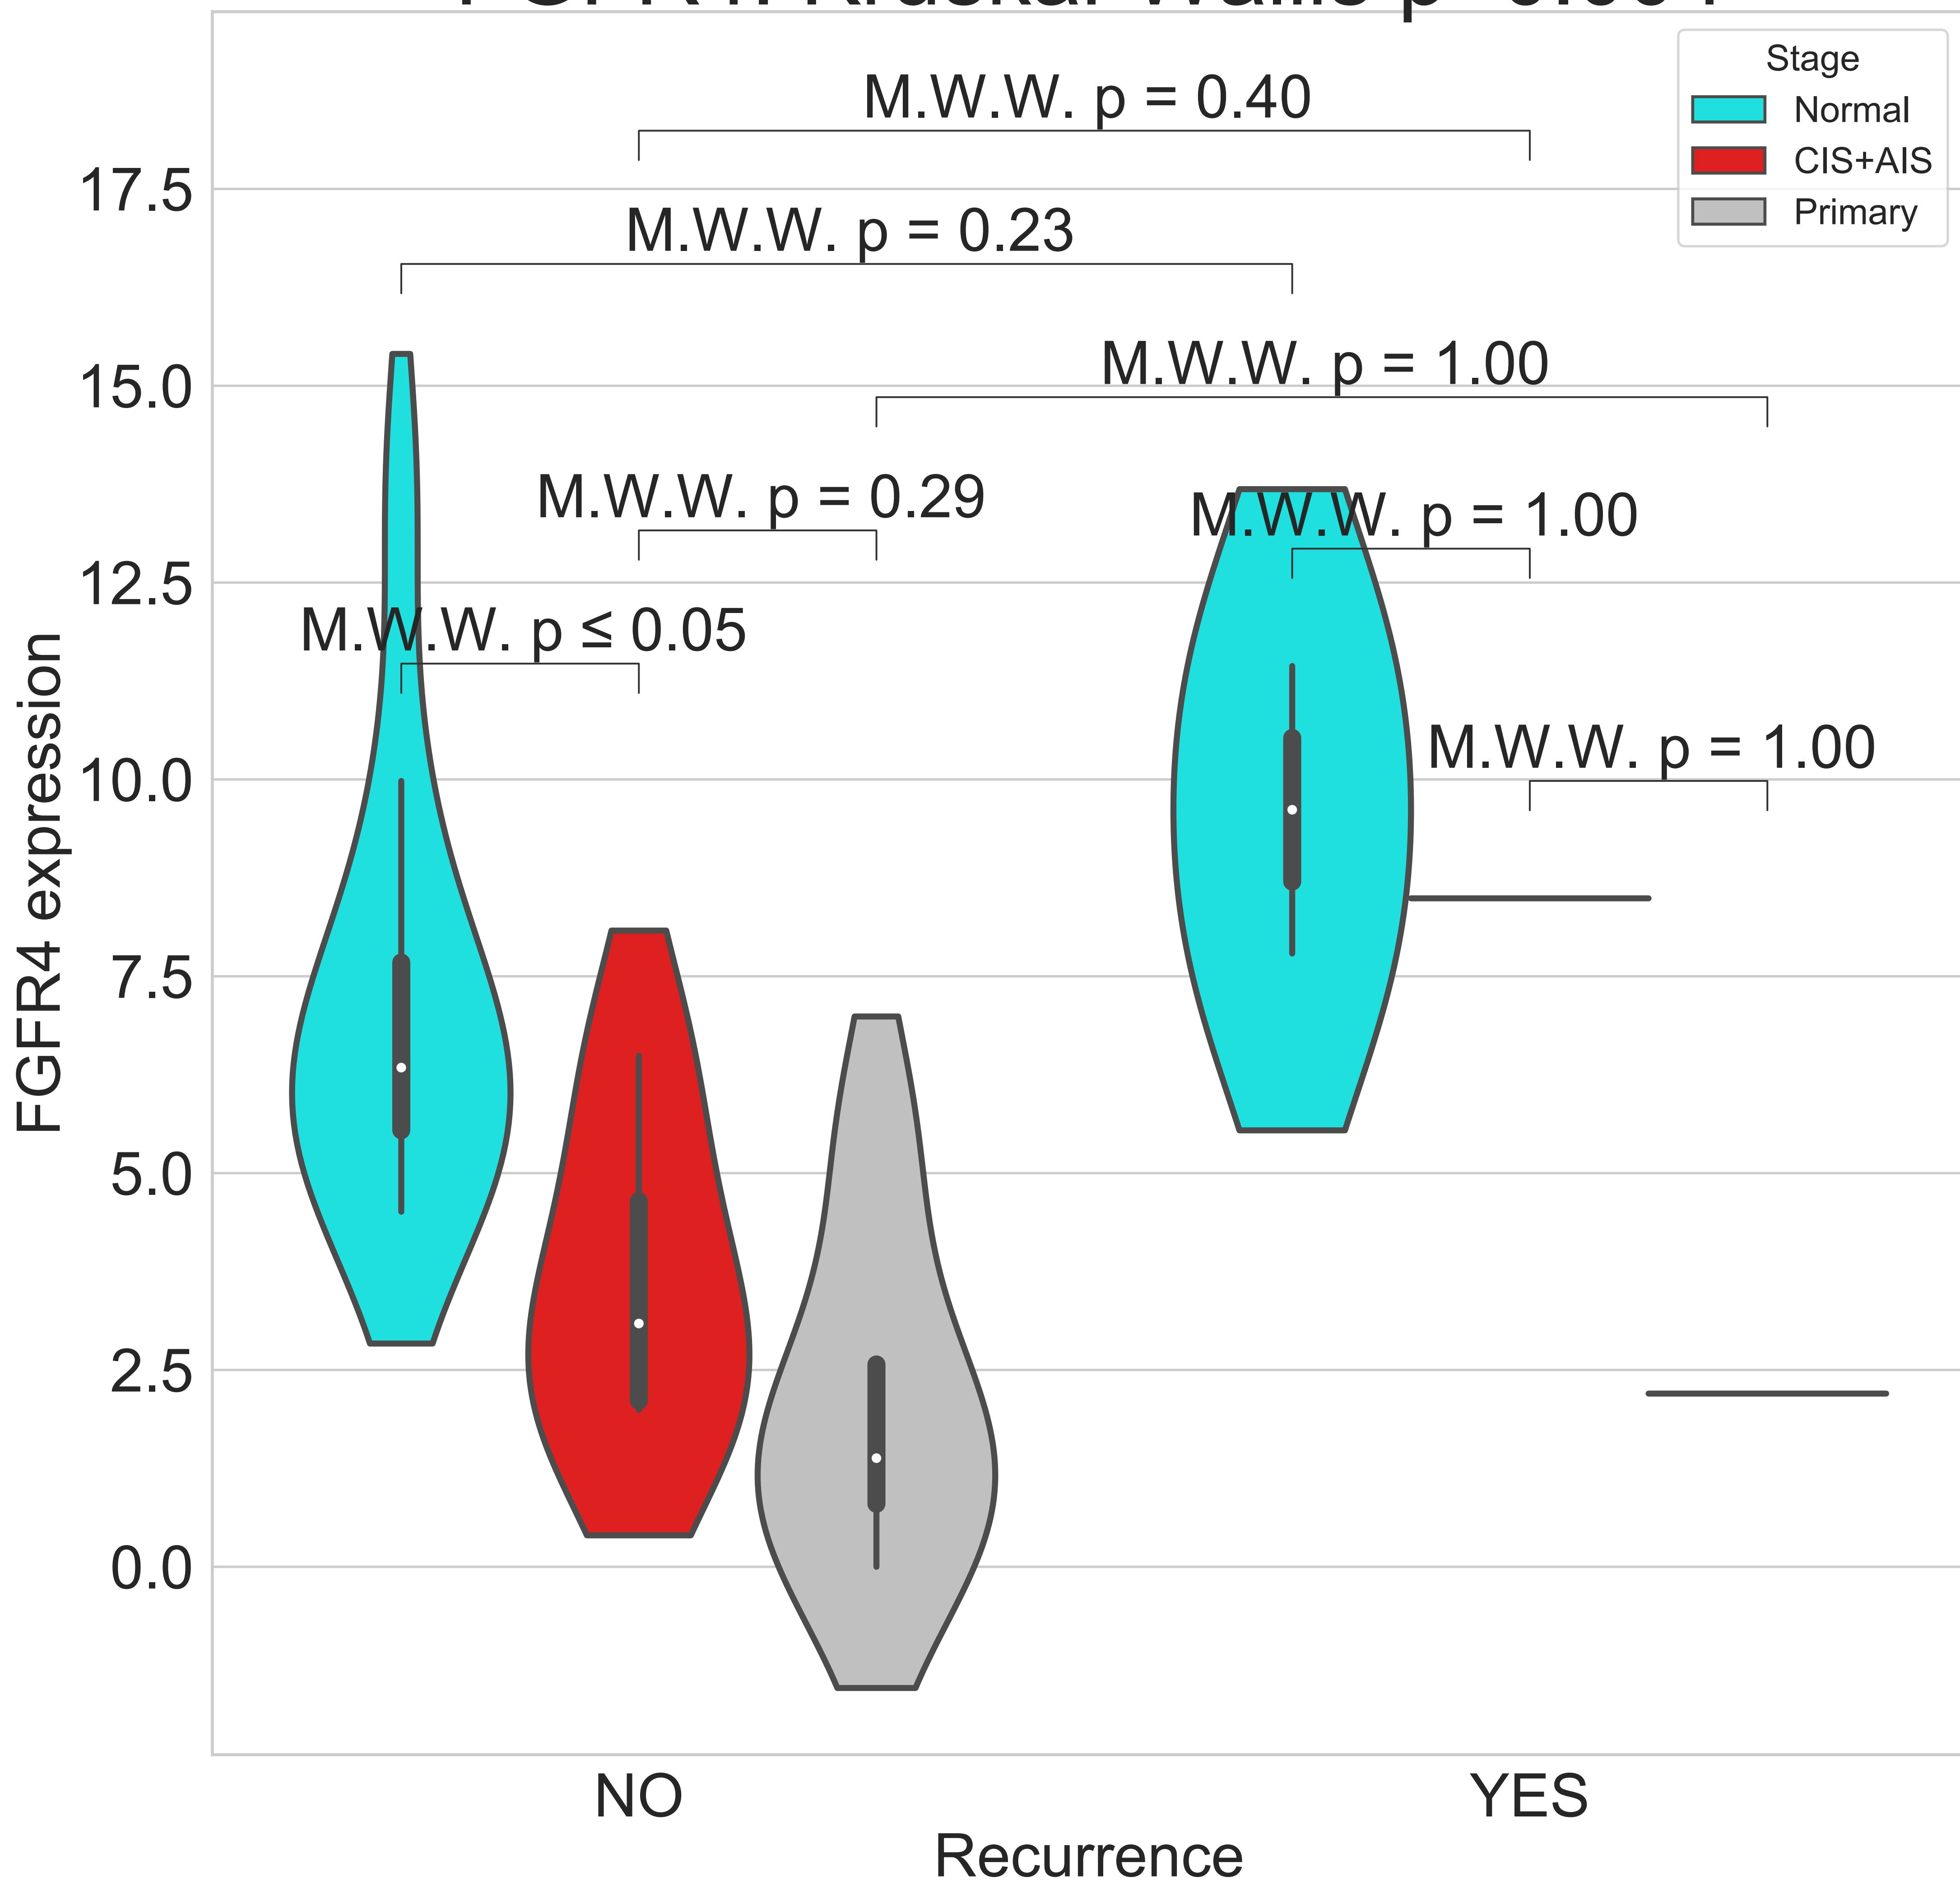 Stage
Normal
CIS+AIS
Primary
M.W.W. p = 0.40
M.W.W. p = 0.23
M.W.W. p = 1.00
M.W.W. p = 0.29
M.W.W. p = 1.00
M.W.W. p ≤ 0.05
M.W.W. p = 1.00
17.5
15.0
12.5
10.0
7.5
5.0
2.5
0.0
FGFR4 expression
NO
YES
Recurrence